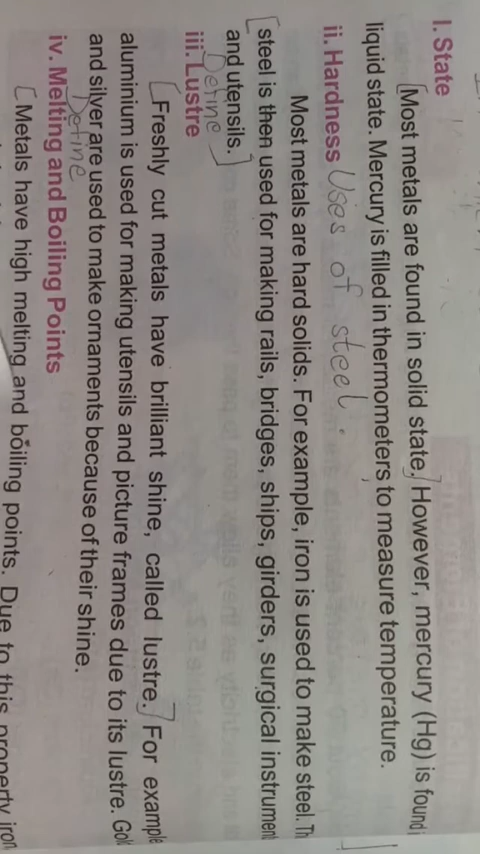 I. State
[Most metals are found in solid state.] However, mercury (Hg) is found i
liquid state. Mercury is filled in thermometers, to measure temperature.
ii. Hardness Uses of steel.
Most metals are hard solids. For example, iron is used to make steel. Th
[steel is then used for making rails, bridges, ships, girders, surgical instrument
and utensils.]
Define
iii. Lustre
[Freshly cut metals have brilliant shine, called lustre.] For example
aluminium is used for making utensils and picture frames due to its lustre. Gol
and silver are used to make ornaments because of their shine.
Define
iv. Melting and Boiling Points
[Metals have high melting and boiling points. Due to this property iron